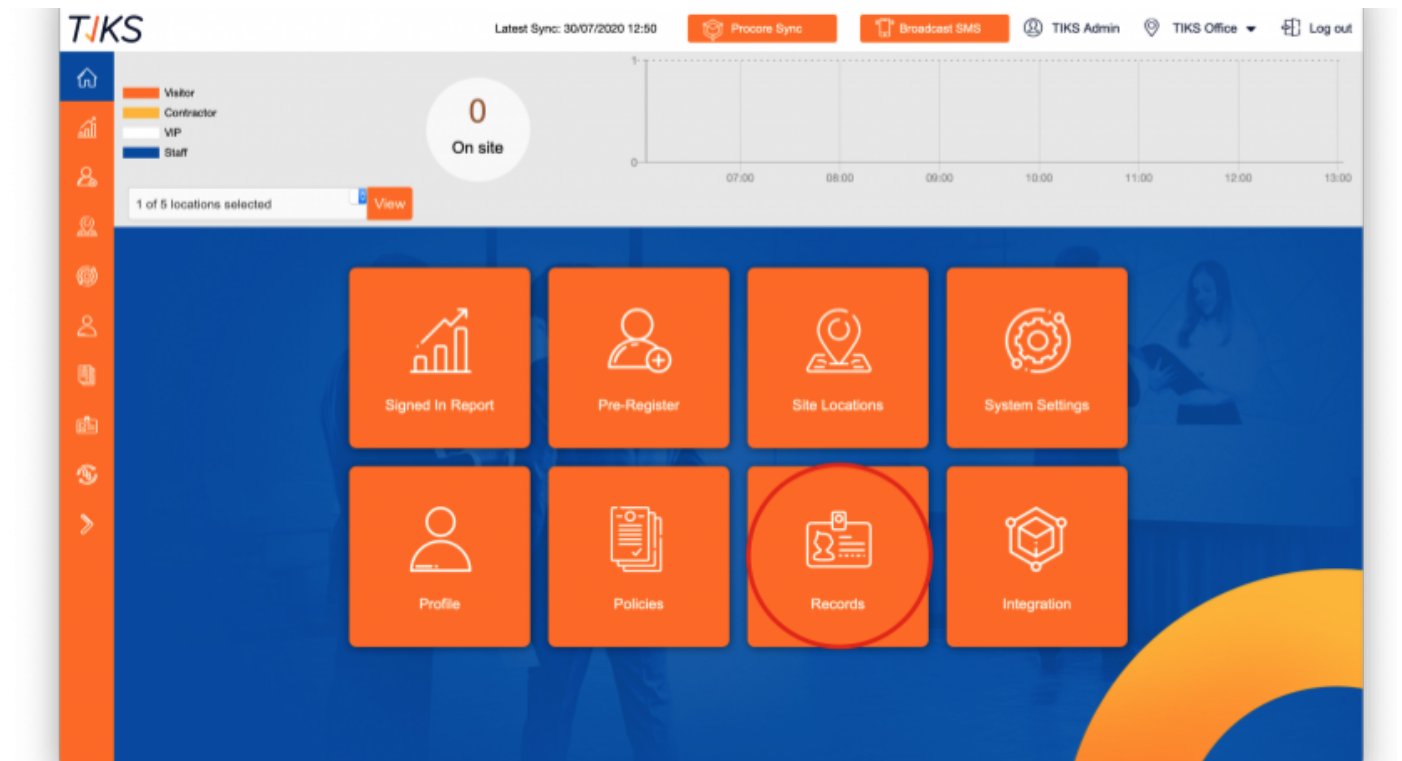 TIKS
Latest Sync: 30/07/2020 12:50
Procore Sync
Broadcast SMS
TIKS Admin
TIKS Office
Log out
Visitor
Contractor
VIP
Staff
0
On site
1
0
07:00 08:00 09:00 10:00 11:00 12:00 13:00
1 of 5 locations selected
View
Signed In Report
Pre-Register
Site Locations
System Settings
Profile
Policies
Records
Integration